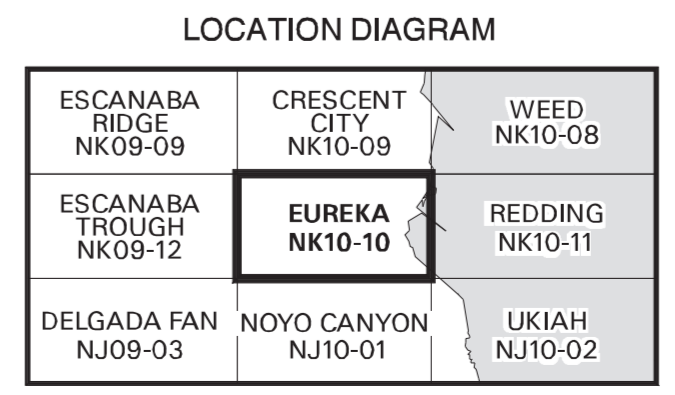 LOCATION DIAGRAM
ESCANABA
RIDGE
NK09-09
CRESCENT
CITY
NK10-09
WEED
NK10-08
ESCANABA
TROUGH
NK09-12
EUREKA
NK10-10
REDDING
NK10-11
DELGADA FAN
NJ09-03
NOYO CANYON
NJ10-01
UKIAH
NJ10-02